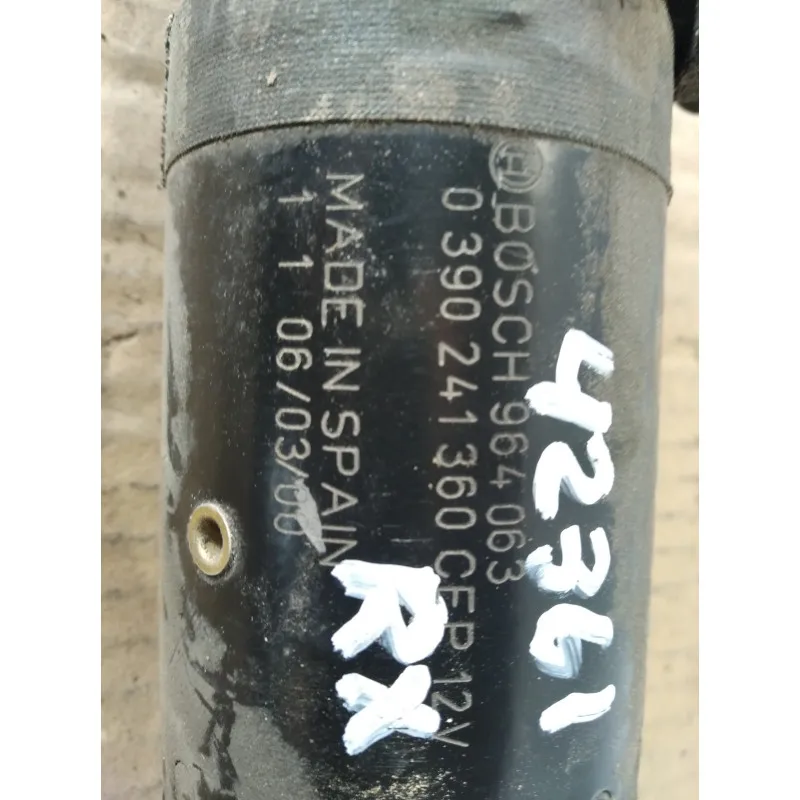 BOSCH 964 063
0 390 241 360 CEP 12V
MADE IN SPAIN
1 1 06/03/00
42361
RX